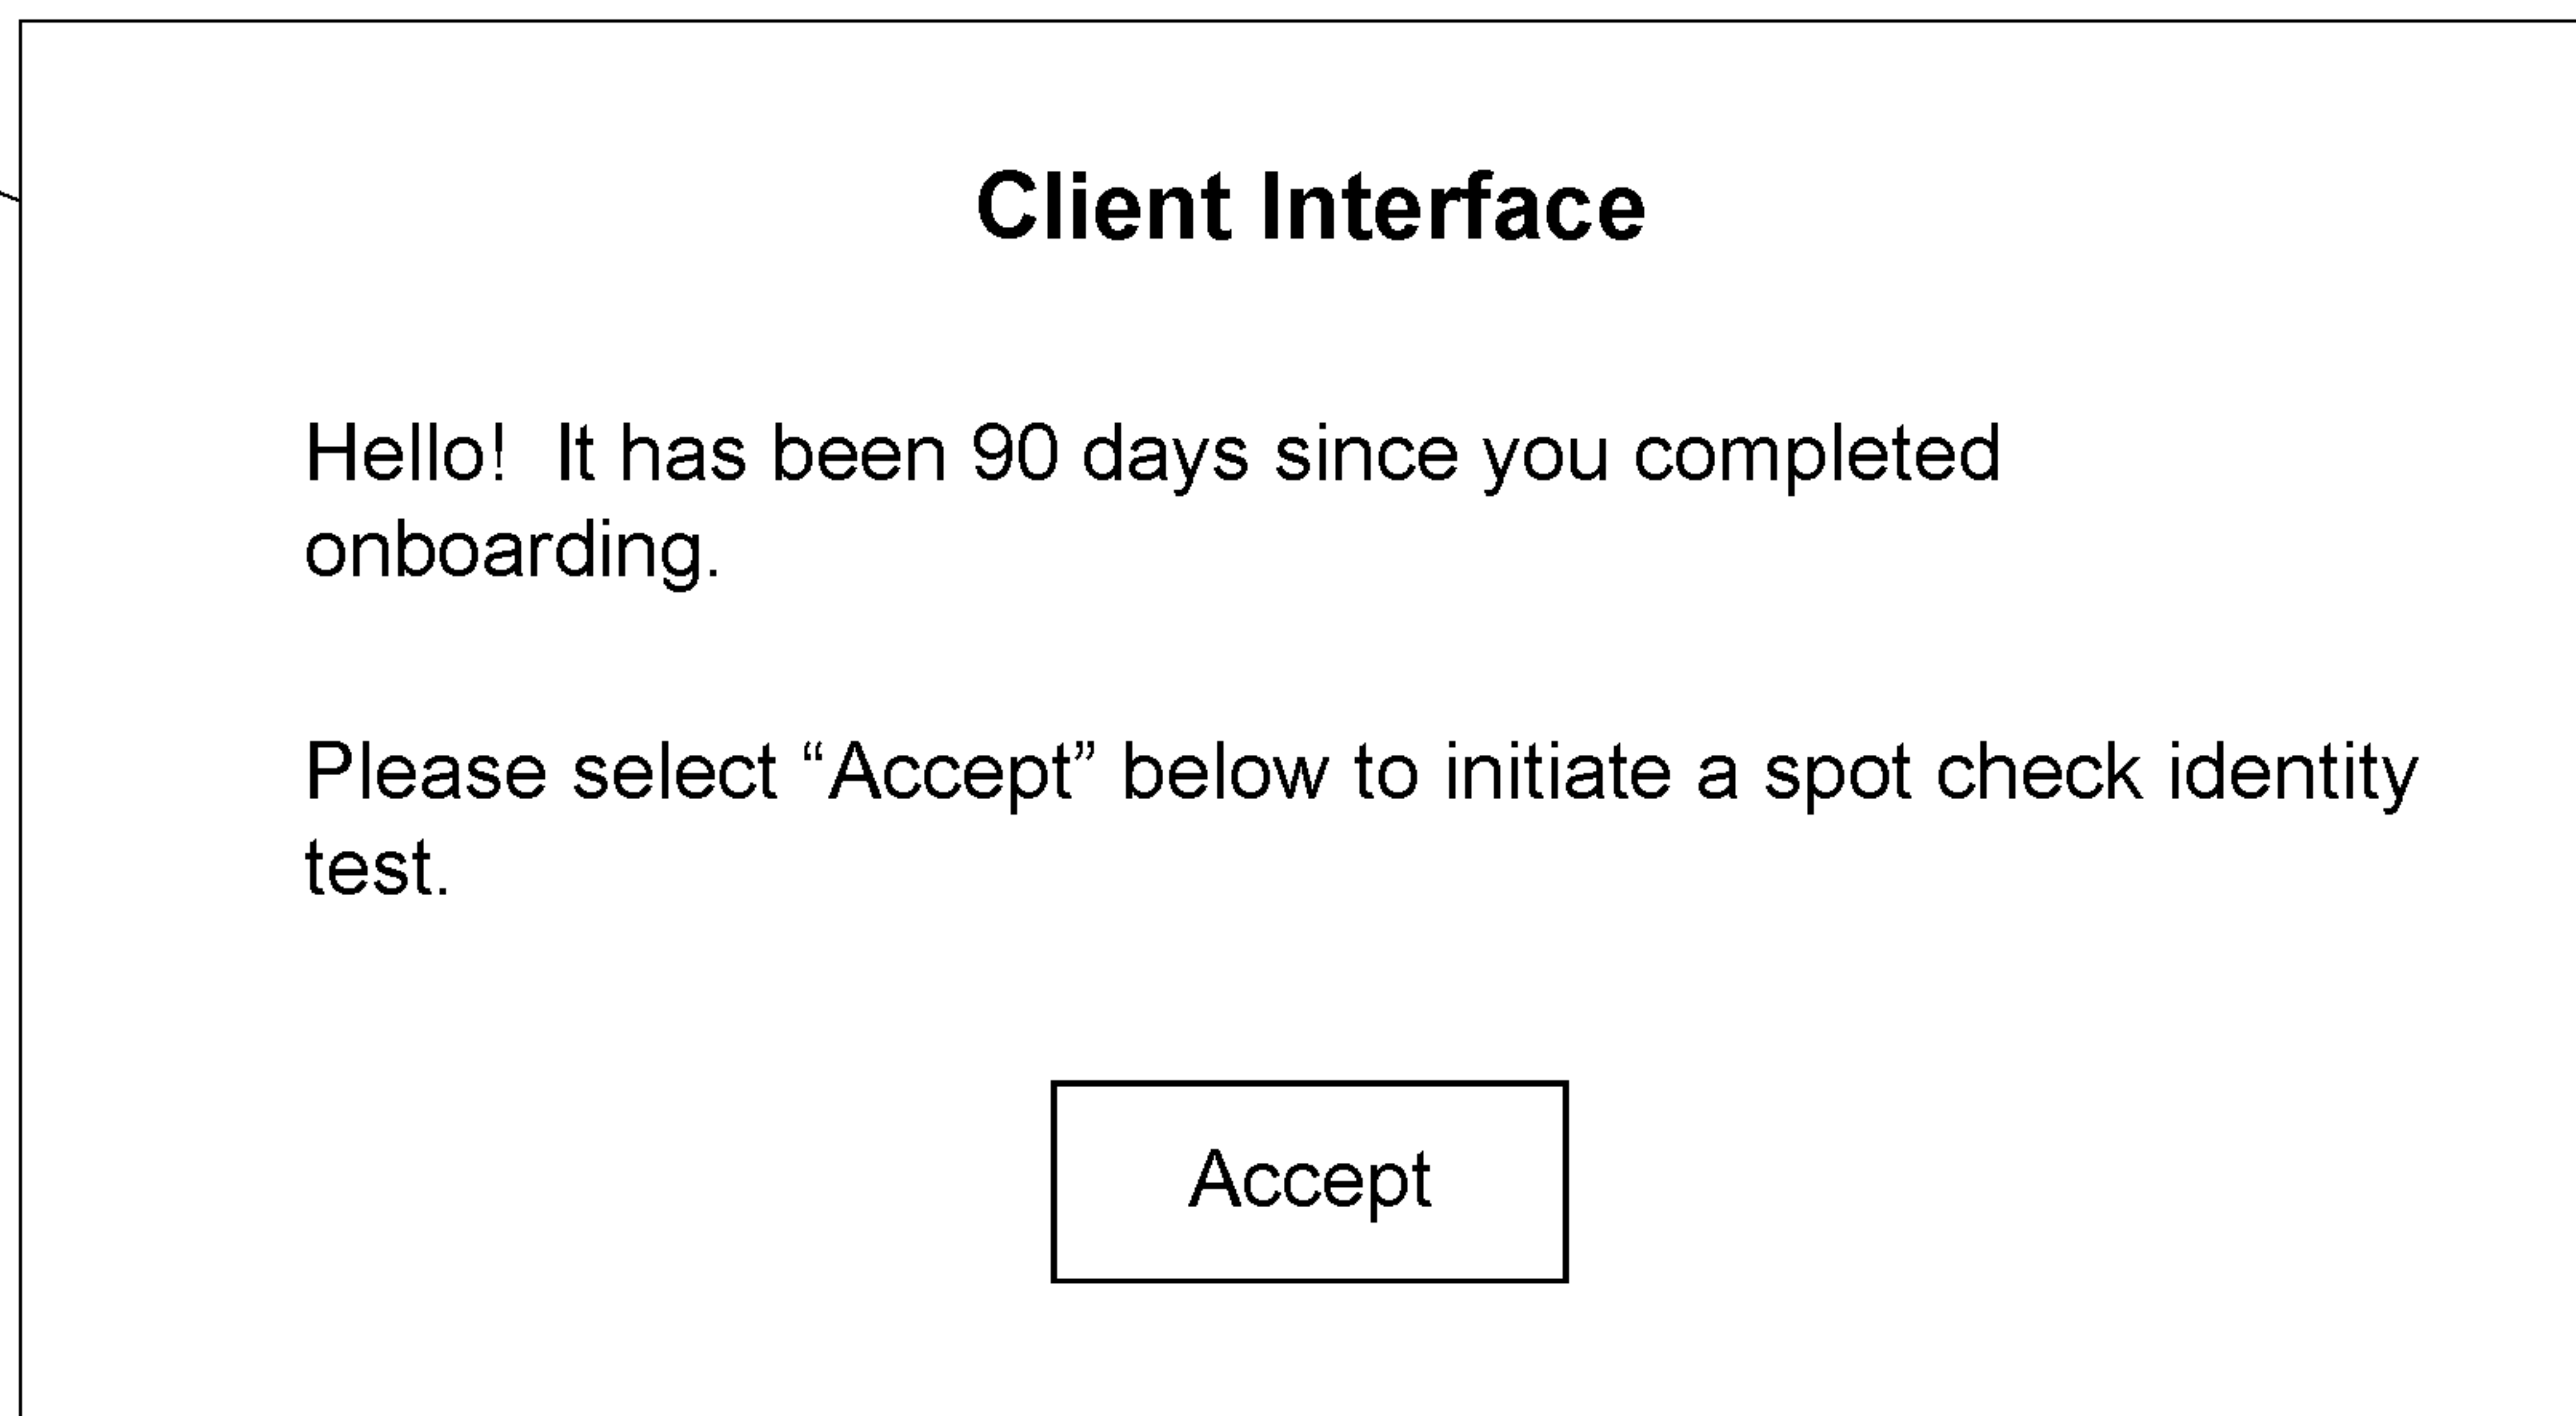 Client Interface
Hello!  It has been 90 days since you completed
onboarding.
Please select “Accept” below to initiate a spot check identity
test.
Accept